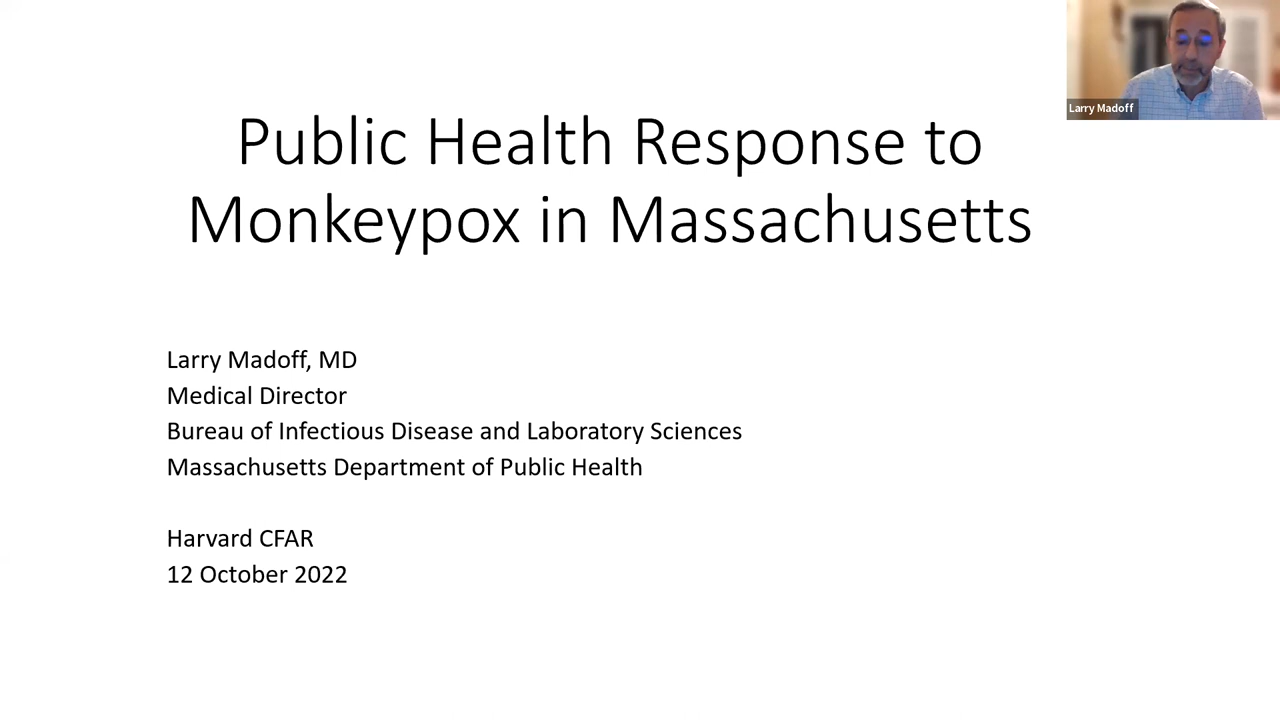 Public Health Response to
Monkeypox in Massachusetts
Larry Madoff, MD
Medical Director
Bureau of Infectious Disease and Laboratory Sciences
Massachusetts Department of Public Health
Harvard CFAR
12 October 2022
Larry Madoff